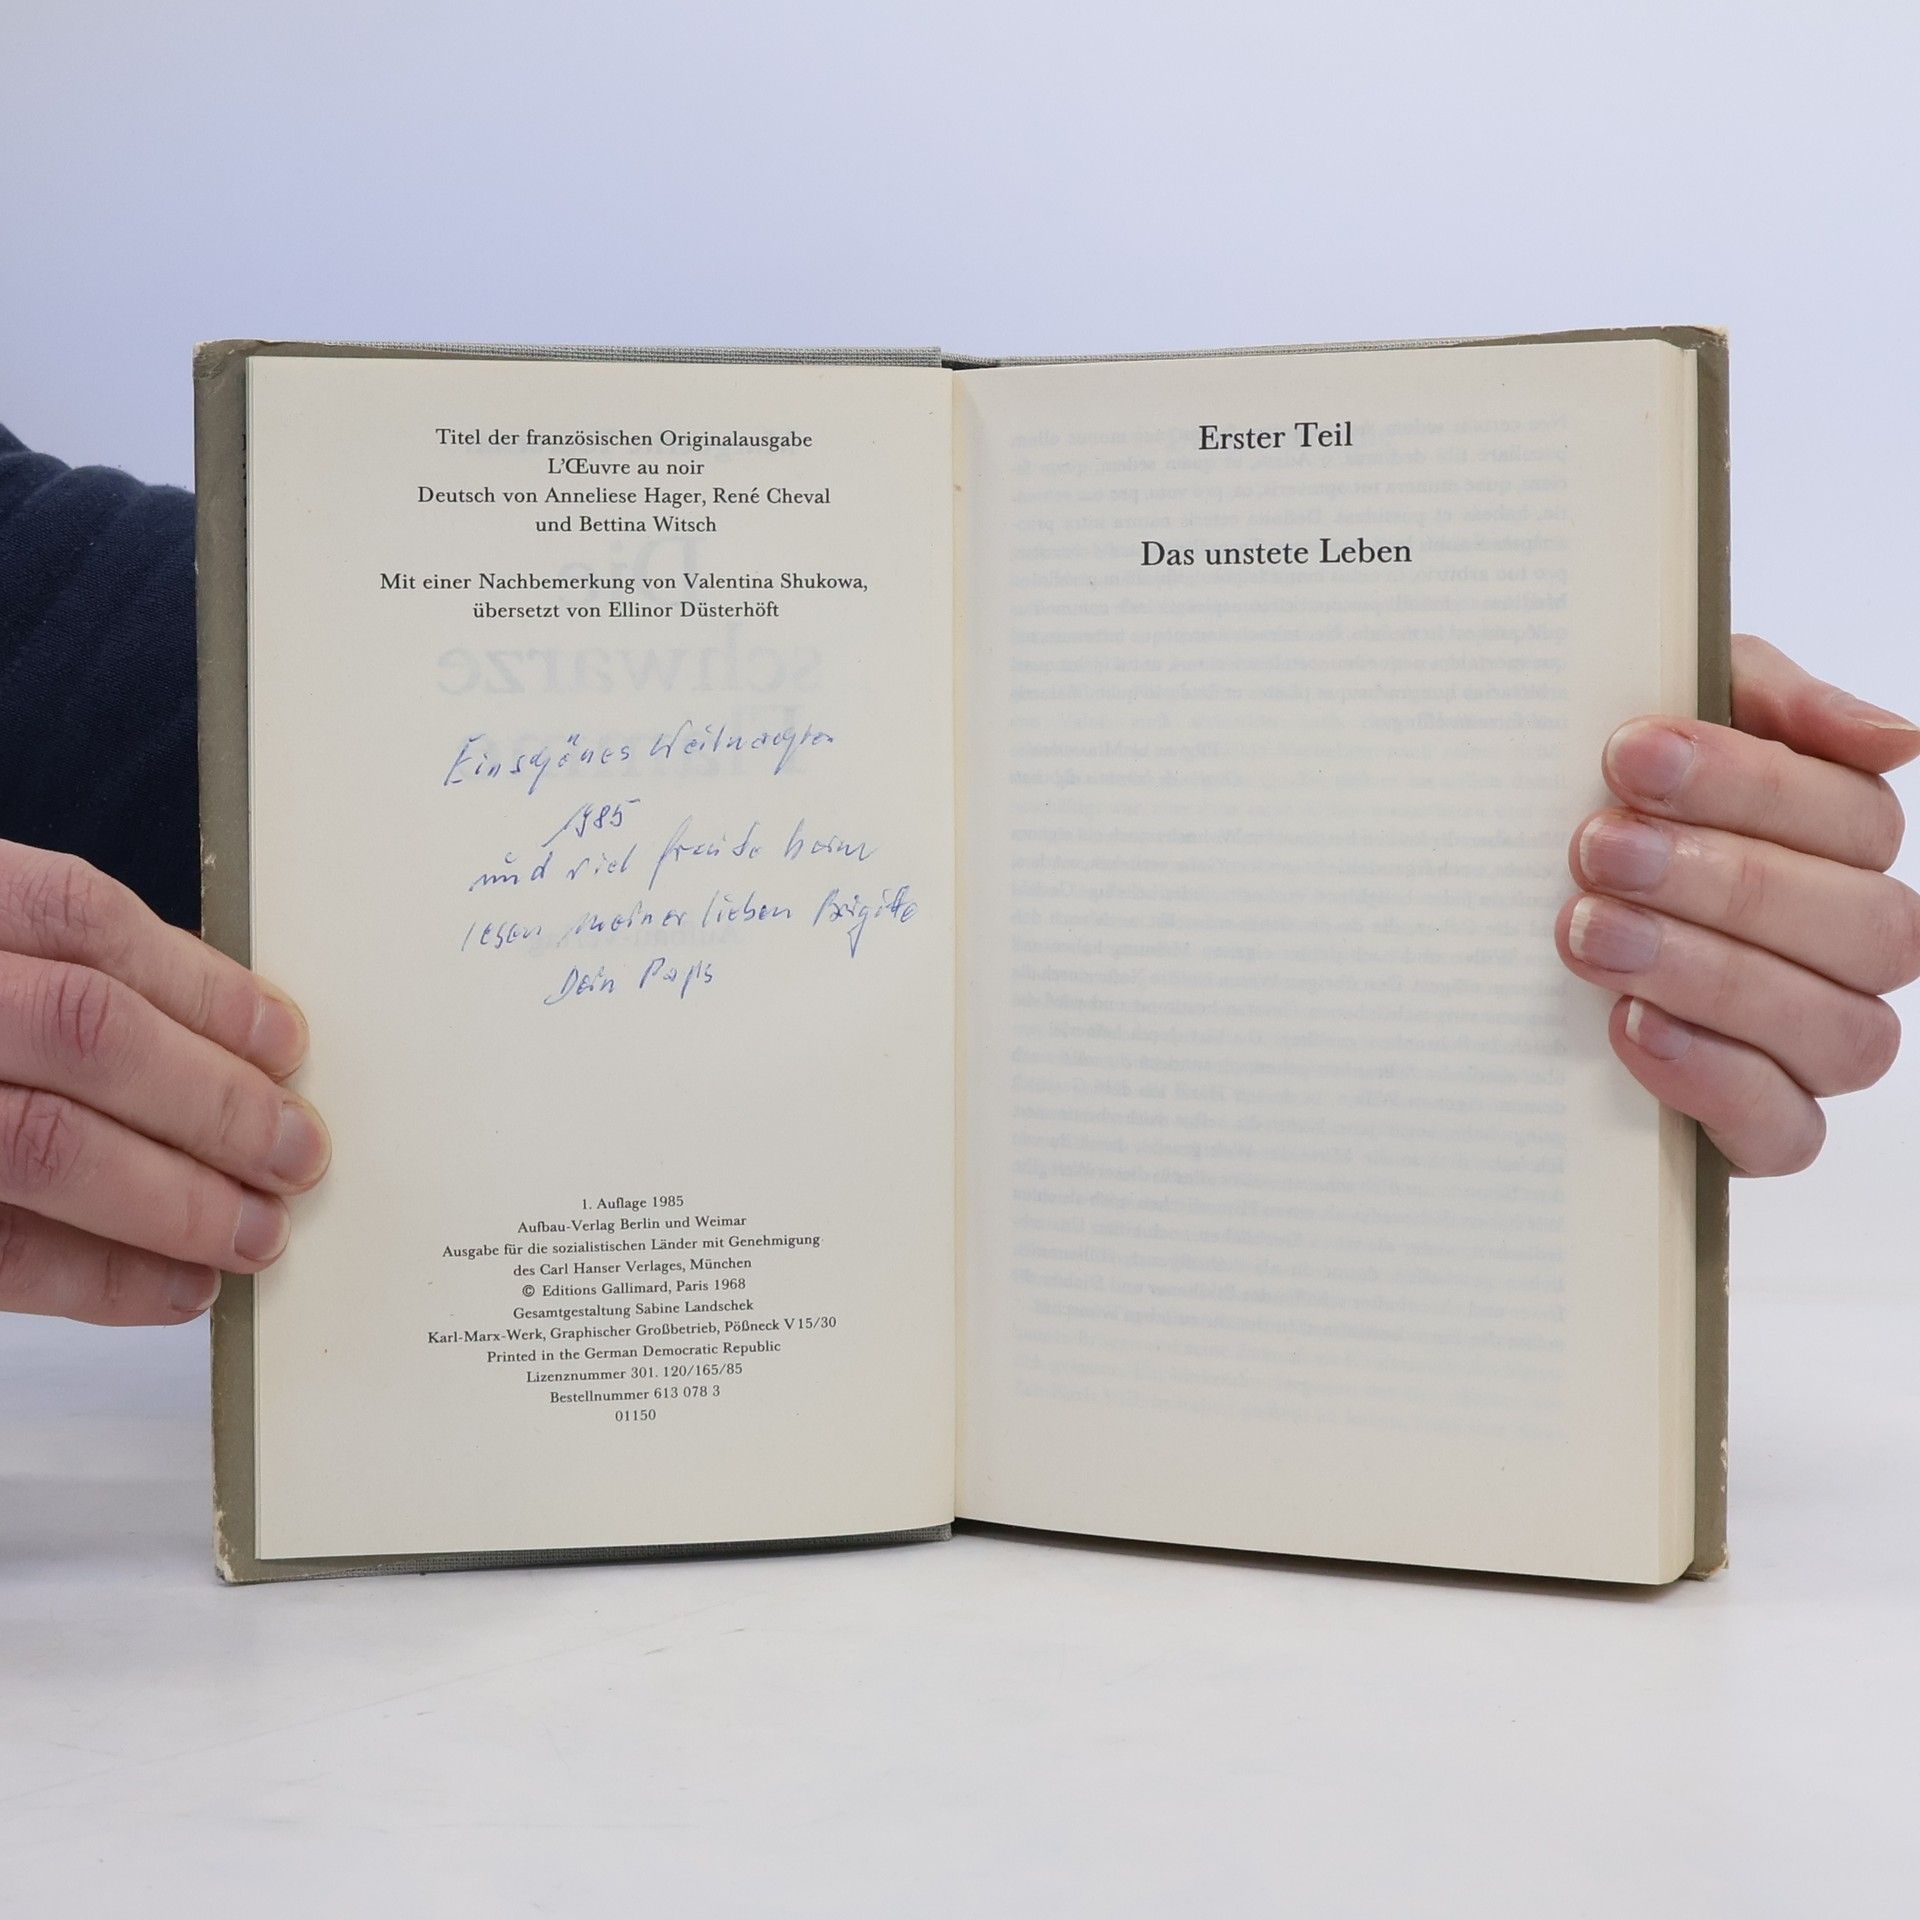 Titel der französischen Originalausgabe
L'Œuvre au noir
Deutsch von Anneliese Hager, René Cheval
und Bettina Witsch
Mit einer Nachbemerkung von Valentina Shukowa,
übersetzt von Ellinor Düsterhöft
Ein schönes Weihnachten
1985
und viel Freude beim
lesen meiner lieben Brigitte
Dein Paps
1. Auflage 1985
Aufbau-Verlag Berlin und Weimar
Ausgabe für die sozialistischen Länder mit Genehmigung
des Carl Hanser Verlages, München
© Editions Gallimard, Paris 1968
Gesamtgestaltung Sabine Landschek
Karl-Marx-Werk, Graphischer Großbetrieb, Pößneck V 15/30
Printed in the German Democratic Republic
Lizenznummer 301. 120/165/85
Bestellnummer 613 078 3
01150
Erster Teil
Das unstete Leben